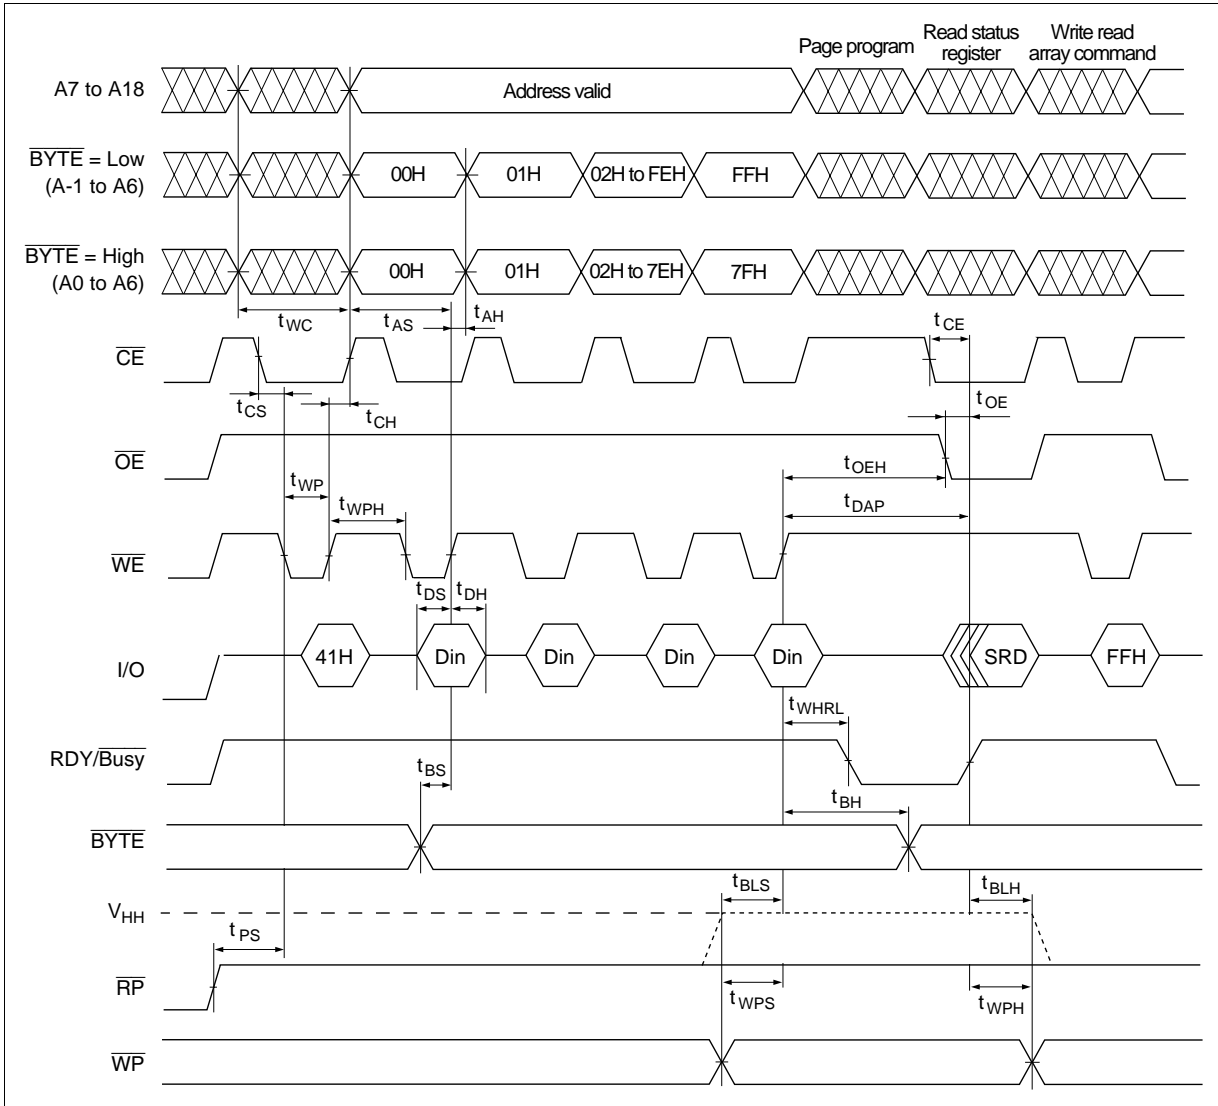 Page program
Read status
register
Write read
array command
A7 to A18
Address valid
BYTE = Low
(A-1 to A6)
00H
01H
02H to FEH
FFH
BYTE = High
(A0 to A6)
00H
01H
02H to 7EH
7FH
tWC
tAS
tAH
tCE
CE
tCS
tCH
tOE
OE
tWP
tOEH
tWPH
tDAP
WE
tDS
tDH
I/O
41H
Din
Din
Din
Din
SRD
FFH
tWHRL
RDY/Busy
tBS
tBH
BYTE
tBLS
tBLH
VHH
tPS
RP
tWPS
tWPH
WP